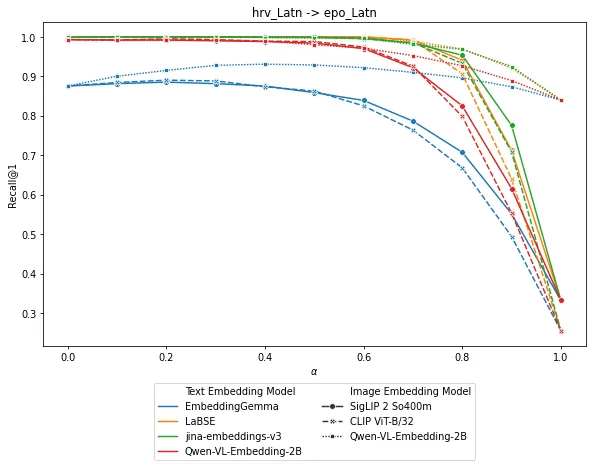 hrv_Latn -> epo_Latn
Recall@1
1.0
0.9
0.8
0.7
0.6
0.5
0.4
0.3
0.0 0.2 0.4 0.6 0.8 1.0
α
Text Embedding Model
EmbeddingGemma
LaBSE
jina-embeddings-v3
Qwen-VL-Embedding-2B
Image Embedding Model
SigLIP 2 So400m
CLIP ViT-B/32
Qwen-VL-Embedding-2B